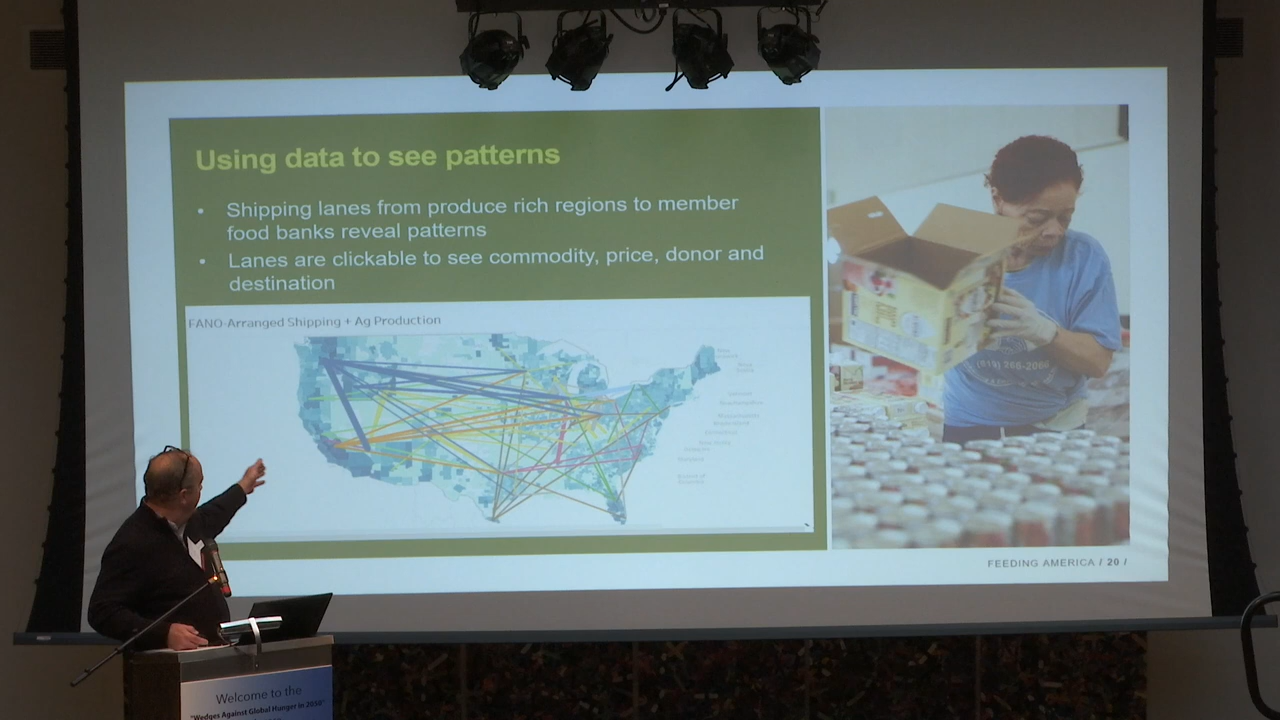 Using data to see patterns
• Shipping lanes from produce rich regions to member
food banks reveal patterns
• Lanes are clickable to see commodity, price, donor and
destination
FANO-Arranged Shipping + Ag Production
FEEDING AMERICA / 20 /
Welcome to the
"Wedges Against Global Hunger in 2050"